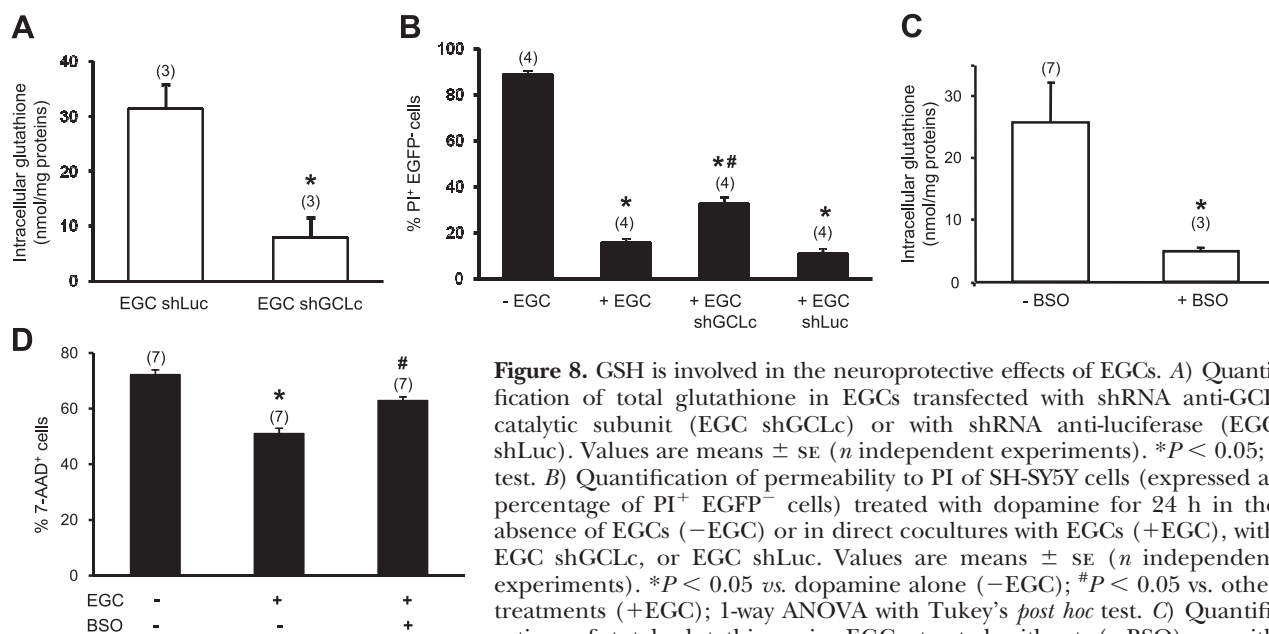 A
Intracellular glutathione
(nmol/mg proteins)
40
30
20
10
0
(3)
*
(3)
EGC shLuc
EGC shGCLc
B
% PI⁺ EGFP⁻ cells
100
80
60
40
20
0
(4)
*
(4)
*#
(4)
*
(4)
- EGC
+ EGC
+ EGC
shGCLc
+ EGC
shLuc
C
Intracellular glutathione
(nmol/mg proteins)
30
20
10
0
(7)
*
(3)
- BSO
+ BSO
D
% 7-AAD⁺ cells
80
60
40
20
0
(7)
*
(7)
#
(7)
EGC - + +
BSO - - +
Figure 8. GSH is involved in the neuroprotective effects of EGCs. A) Quanti
fication of total glutathione in EGCs transfected with shRNA anti-GCL
catalytic subunit (EGC shGCLc) or with shRNA anti-luciferase (EGC
shLuc). Values are means ± SE (n independent experiments). *P < 0.05;
test. B) Quantification of permeability to PI of SH-SY5Y cells (expressed a
percentage of PI⁺ EGFP⁻ cells) treated with dopamine for 24 h in the
absence of EGCs (−EGC) or in direct cocultures with EGCs (+EGC), with
EGC shGCLc, or EGC shLuc. Values are means ± SE (n independen
experiments). *P < 0.05 vs. dopamine alone (−EGC); #P < 0.05 vs. othe
treatments (+EGC); 1-way ANOVA with Tukey's post hoc test. C) Quantifi